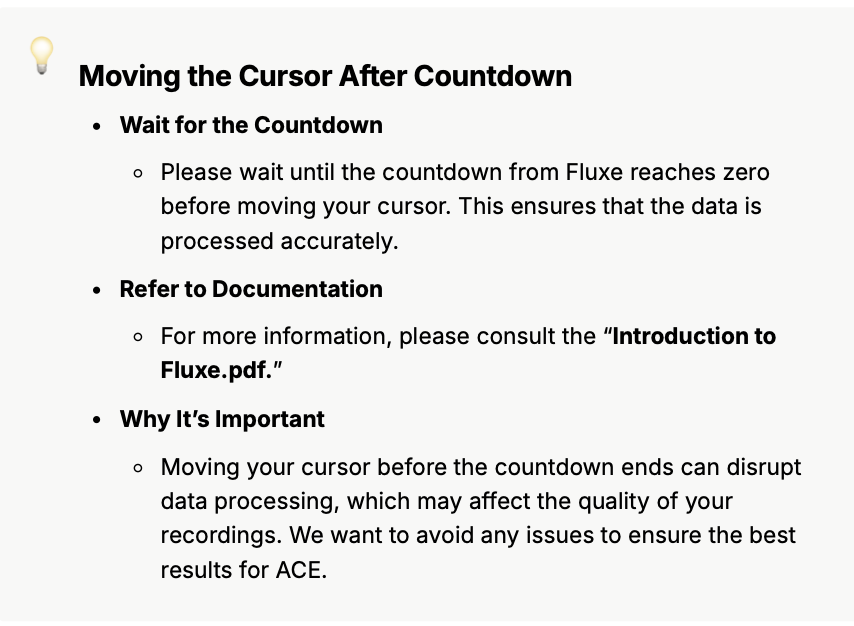 Moving the Cursor After Countdown
• Wait for the Countdown
◦ Please wait until the countdown from Fluxe reaches zero
before moving your cursor. This ensures that the data is
processed accurately.
• Refer to Documentation
◦ For more information, please consult the “Introduction to
Fluxe.pdf.”
• Why It’s Important
◦ Moving your cursor before the countdown ends can disrupt
data processing, which may affect the quality of your
recordings. We want to avoid any issues to ensure the best
results for ACE.